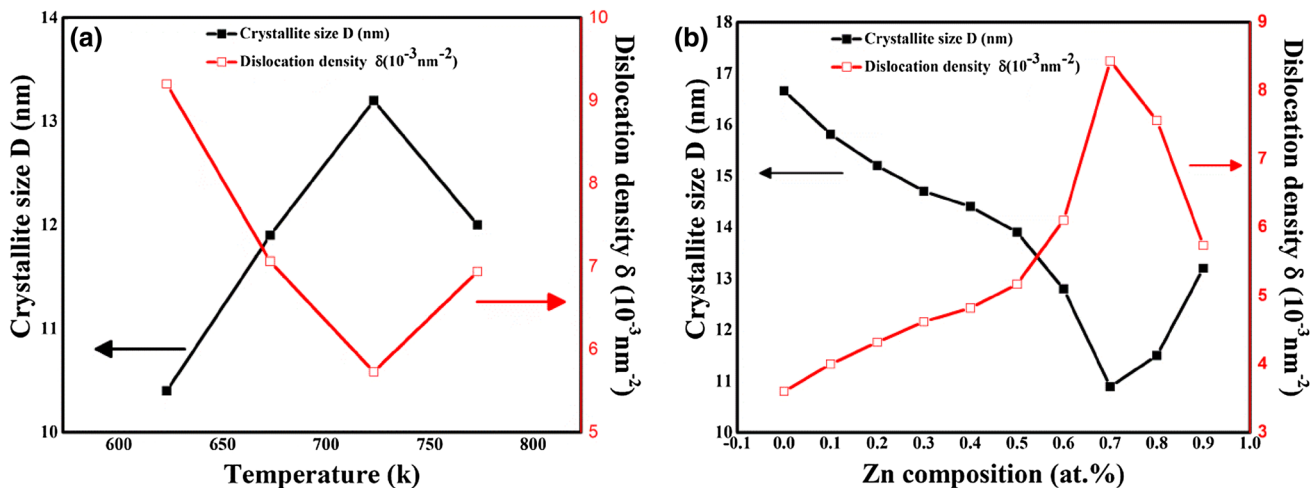 (a)
Crystallite size D (nm)
Dislocation density δ(10⁻³nm⁻²)
14
13
12
11
10
Crystallite size D (nm)
10
9
8
7
6
5
Dislocation density δ (10⁻³nm⁻²)
600 650 700 750 800
Temperature (k)
(b)
Crystallite size D (nm)
Dislocation density δ(10⁻³nm⁻²)
18
17
16
15
14
13
12
11
10
Crystallite size D (nm)
9
8
7
6
5
4
3
Dislocation density δ (10⁻³nm⁻²)
-0.1 0.0 0.1 0.2 0.3 0.4 0.5 0.6 0.7 0.8 0.9 1.0
Zn composition (at.%)